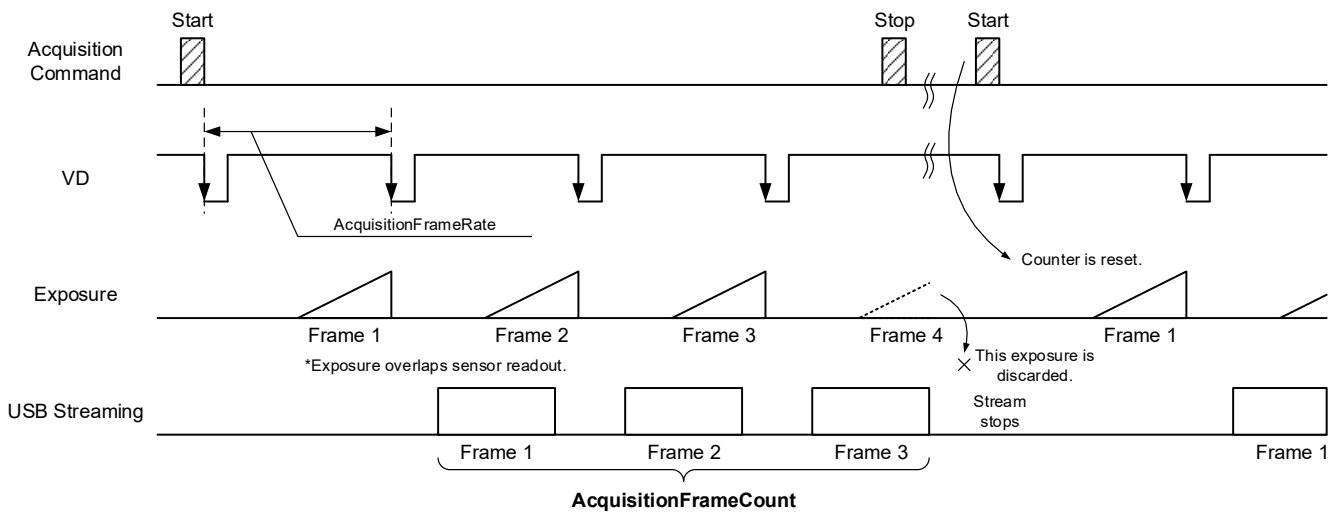 Start
Stop
Start
Acquisition
Command
VD
AcquisitionFrameRate
Counter is reset.
Exposure
Frame 1
Frame 2
Frame 3
Frame 4
Frame 1
*Exposure overlaps sensor readout.
This exposure is
discarded.
USB Streaming
Stream
stops
Frame 1
Frame 2
Frame 3
Frame 1
AcquisitionFrameCount